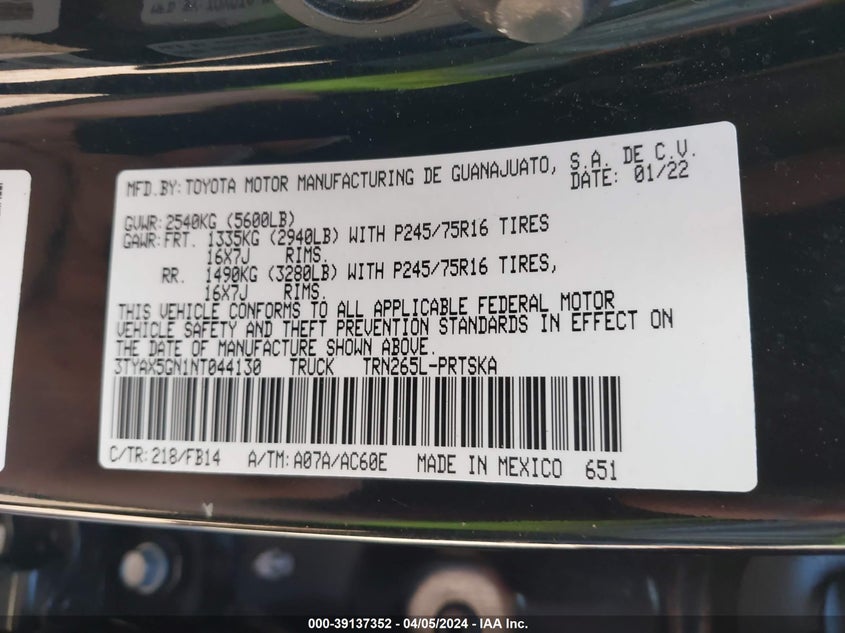 MFD.BY: TOYOTA MOTOR MANUFACTURING DE GUANAJUATO, S.A. DE C.V.
DATE: 01/22
GVWR: 2540KG (5600LB)
GAWR: FRT. 1335KG (2940LB) WITH P245/75R16 TIRES
16X7J RIMS.
RR. 1490KG (3280LB) WITH P245/75R16 TIRES,
16X7J RIMS.
THIS VEHICLE CONFORMS TO ALL APPLICABLE FEDERAL MOTOR
VEHICLE SAFETY AND THEFT PREVENTION STANDARDS IN EFFECT ON
THE DATE OF MANUFACTURE SHOWN ABOVE.
3TYAX5GN1NT044130 TRUCK TRN265L-PRTSKA
C/TR: 218/FB14 A/TM: A07A/AC60E MADE IN MEXICO 651
000-39137352 - 04/05/2024 - IAA Inc.